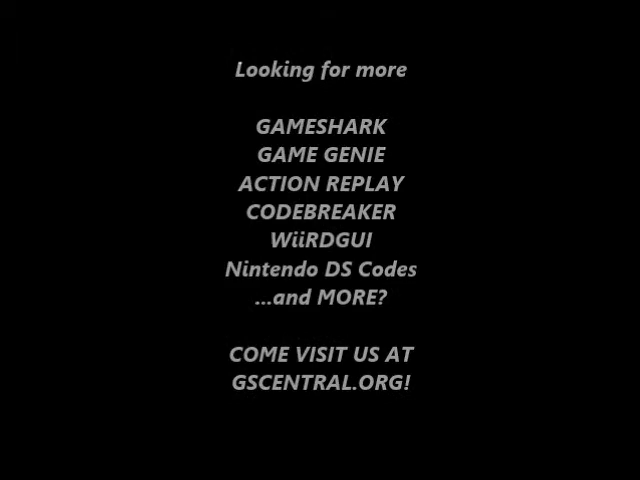 Looking for more
GAMESHARK
GAME GENIE
ACTION REPLAY
CODEBREAKER
WiiRDGUI
Nintendo DS Codes
...and MORE?
COME VISIT US AT
GSCENTRAL.ORG!